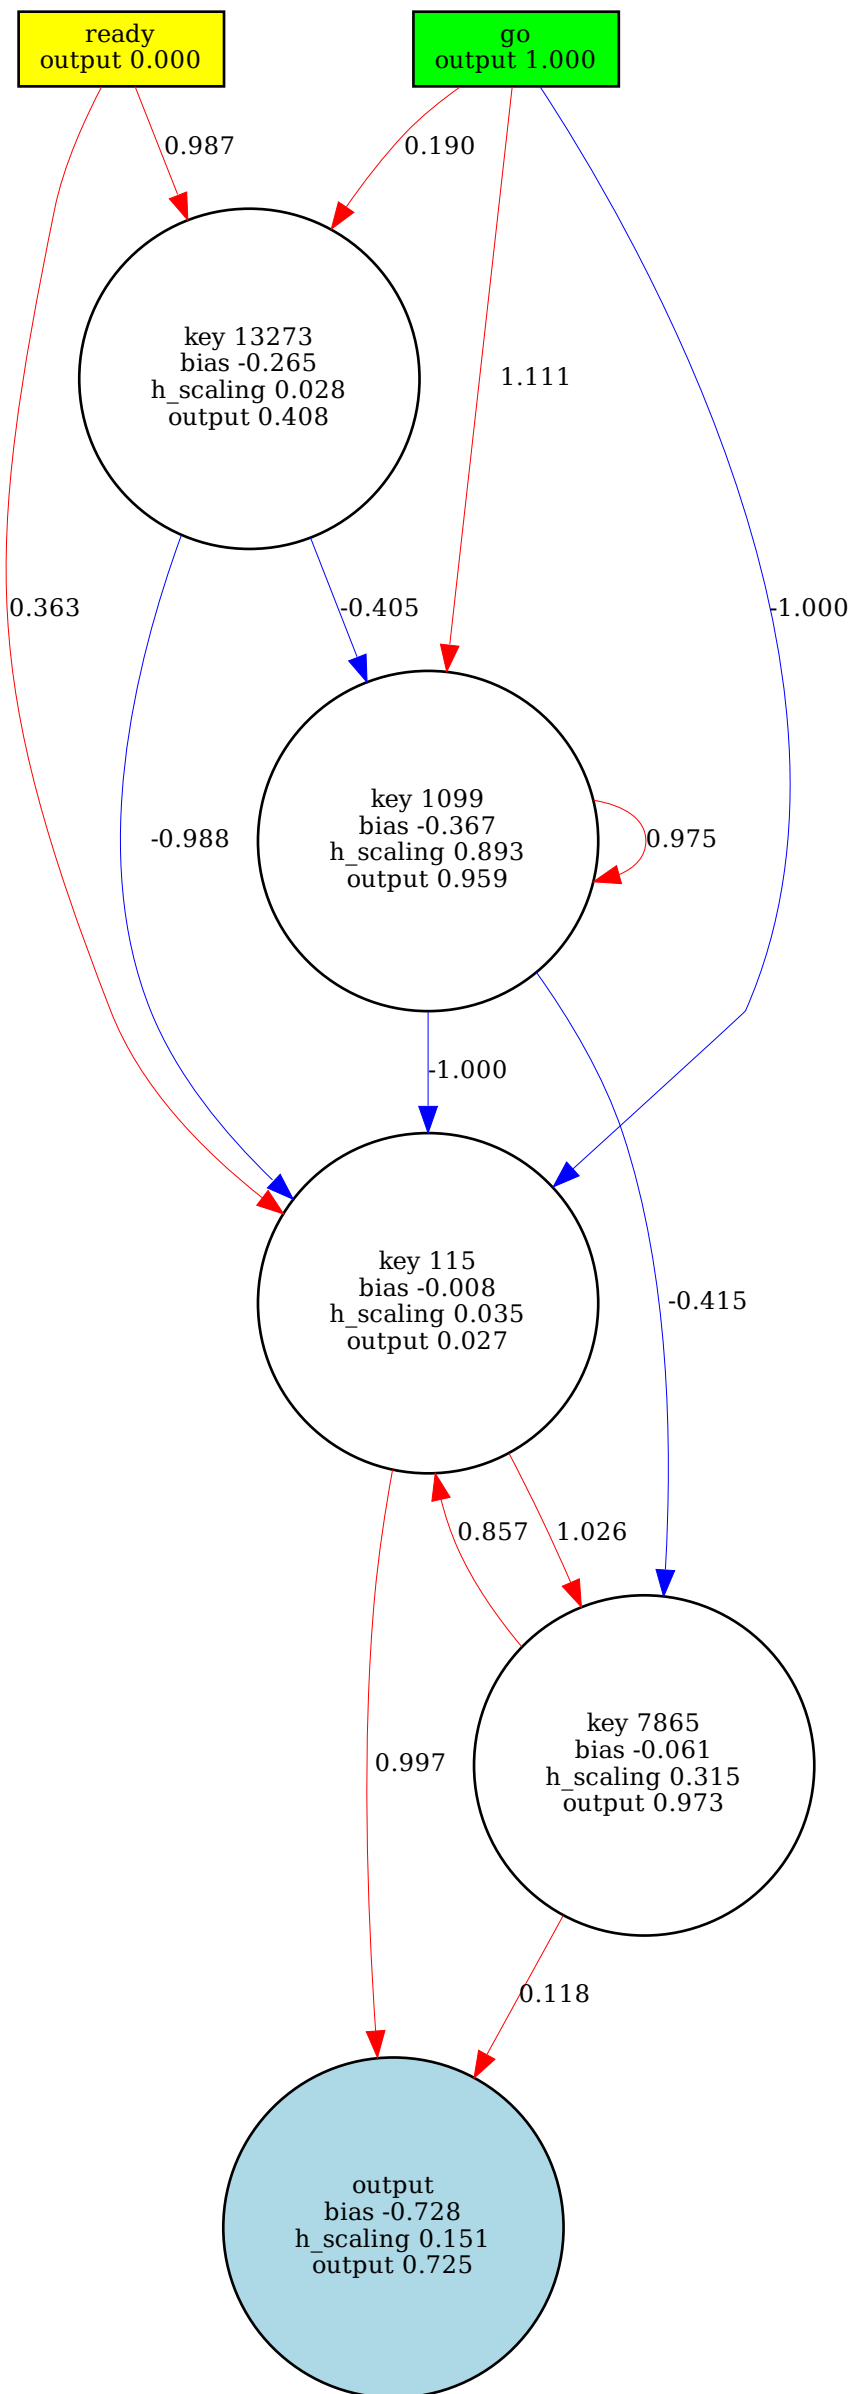 ready
output 0.000
go
output 1.000
0.987
0.190
key 13273
bias -0.265
h_scaling 0.028
output 0.408
1.111
0.363
-0.405
-1.000
key 1099
bias -0.367
h_scaling 0.893
output 0.959
-0.988
0.975
-1.000
key 115
bias -0.008
h_scaling 0.035
output 0.027
-0.415
0.857
1.026
key 7865
bias -0.061
h_scaling 0.315
output 0.973
0.997
0.118
output
bias -0.728
h_scaling 0.151
output 0.725